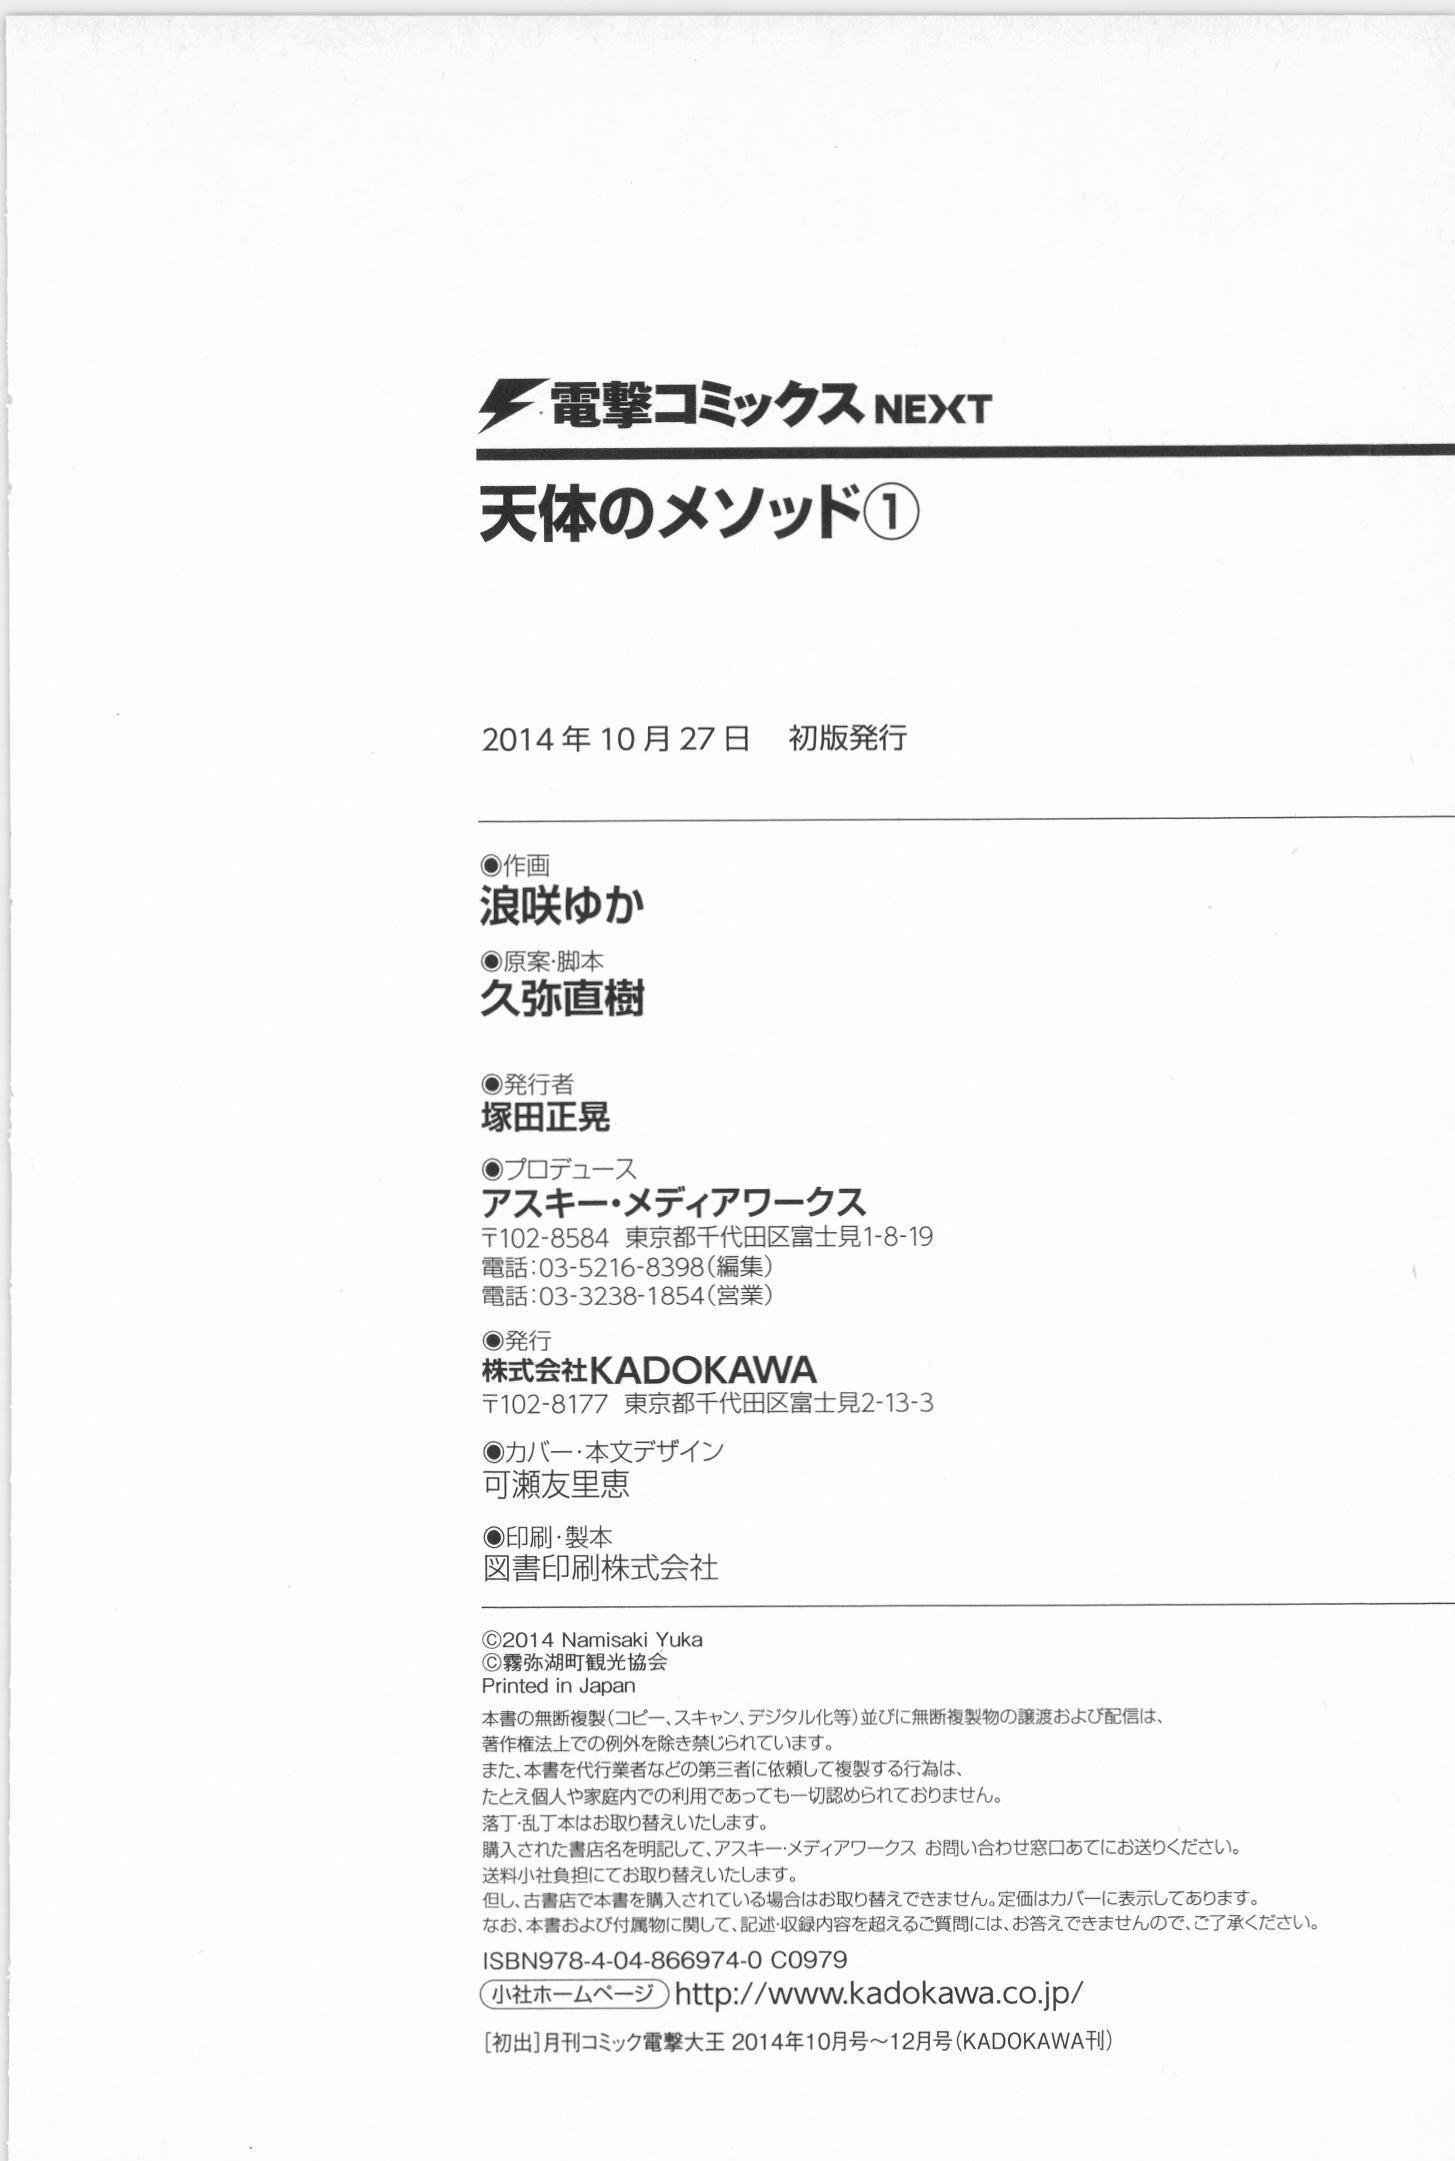 電撃コミックスNEXT
天体のメソッド①
2014年10月27日　初版発行
◉作画
浪咲ゆか
◉原案・脚本
久弥直樹
◉発行者
塚田正晃
◉プロデュース
アスキー・メディアワークス
〒102-8584　東京都千代田区富士見1-8-19
電話：03-5216-8398（編集）
電話：03-3238-1854（営業）
◉発行
株式会社KADOKAWA
〒102-8177　東京都千代田区富士見2-13-3
◉カバー・本文デザイン
可瀬友里恵
◉印刷・製本
図書印刷株式会社
©2014 Namisaki Yuka
©霧弥湖町観光協会
Printed in Japan
本書の無断複製（コピー、スキャン、デジタル化等）並びに無断複製物の譲渡および配信は、
著作権法上での例外を除き禁じられています。
また、本書を代行業者などの第三者に依頼して複製する行為は、
たとえ個人や家庭内での利用であっても一切認められておりません。
落丁・乱丁本はお取り替えいたします。
購入された書店名を明記して、アスキー・メディアワークス お問い合わせ窓口あてにお送りください。
送料小社負担にてお取り替えいたします。
但し、古書店で本書を購入されている場合はお取り替えできません。定価はカバーに表示してあります。
なお、本書および付属物に関して、記述・収録内容を超えるご質問には、お答えできませんので、ご了承ください。
ISBN978-4-04-866974-0 C0979
小社ホームページ http://www.kadokawa.co.jp/
［初出］月刊コミック電撃大王 2014年10月号～12月号（KADOKAWA刊）